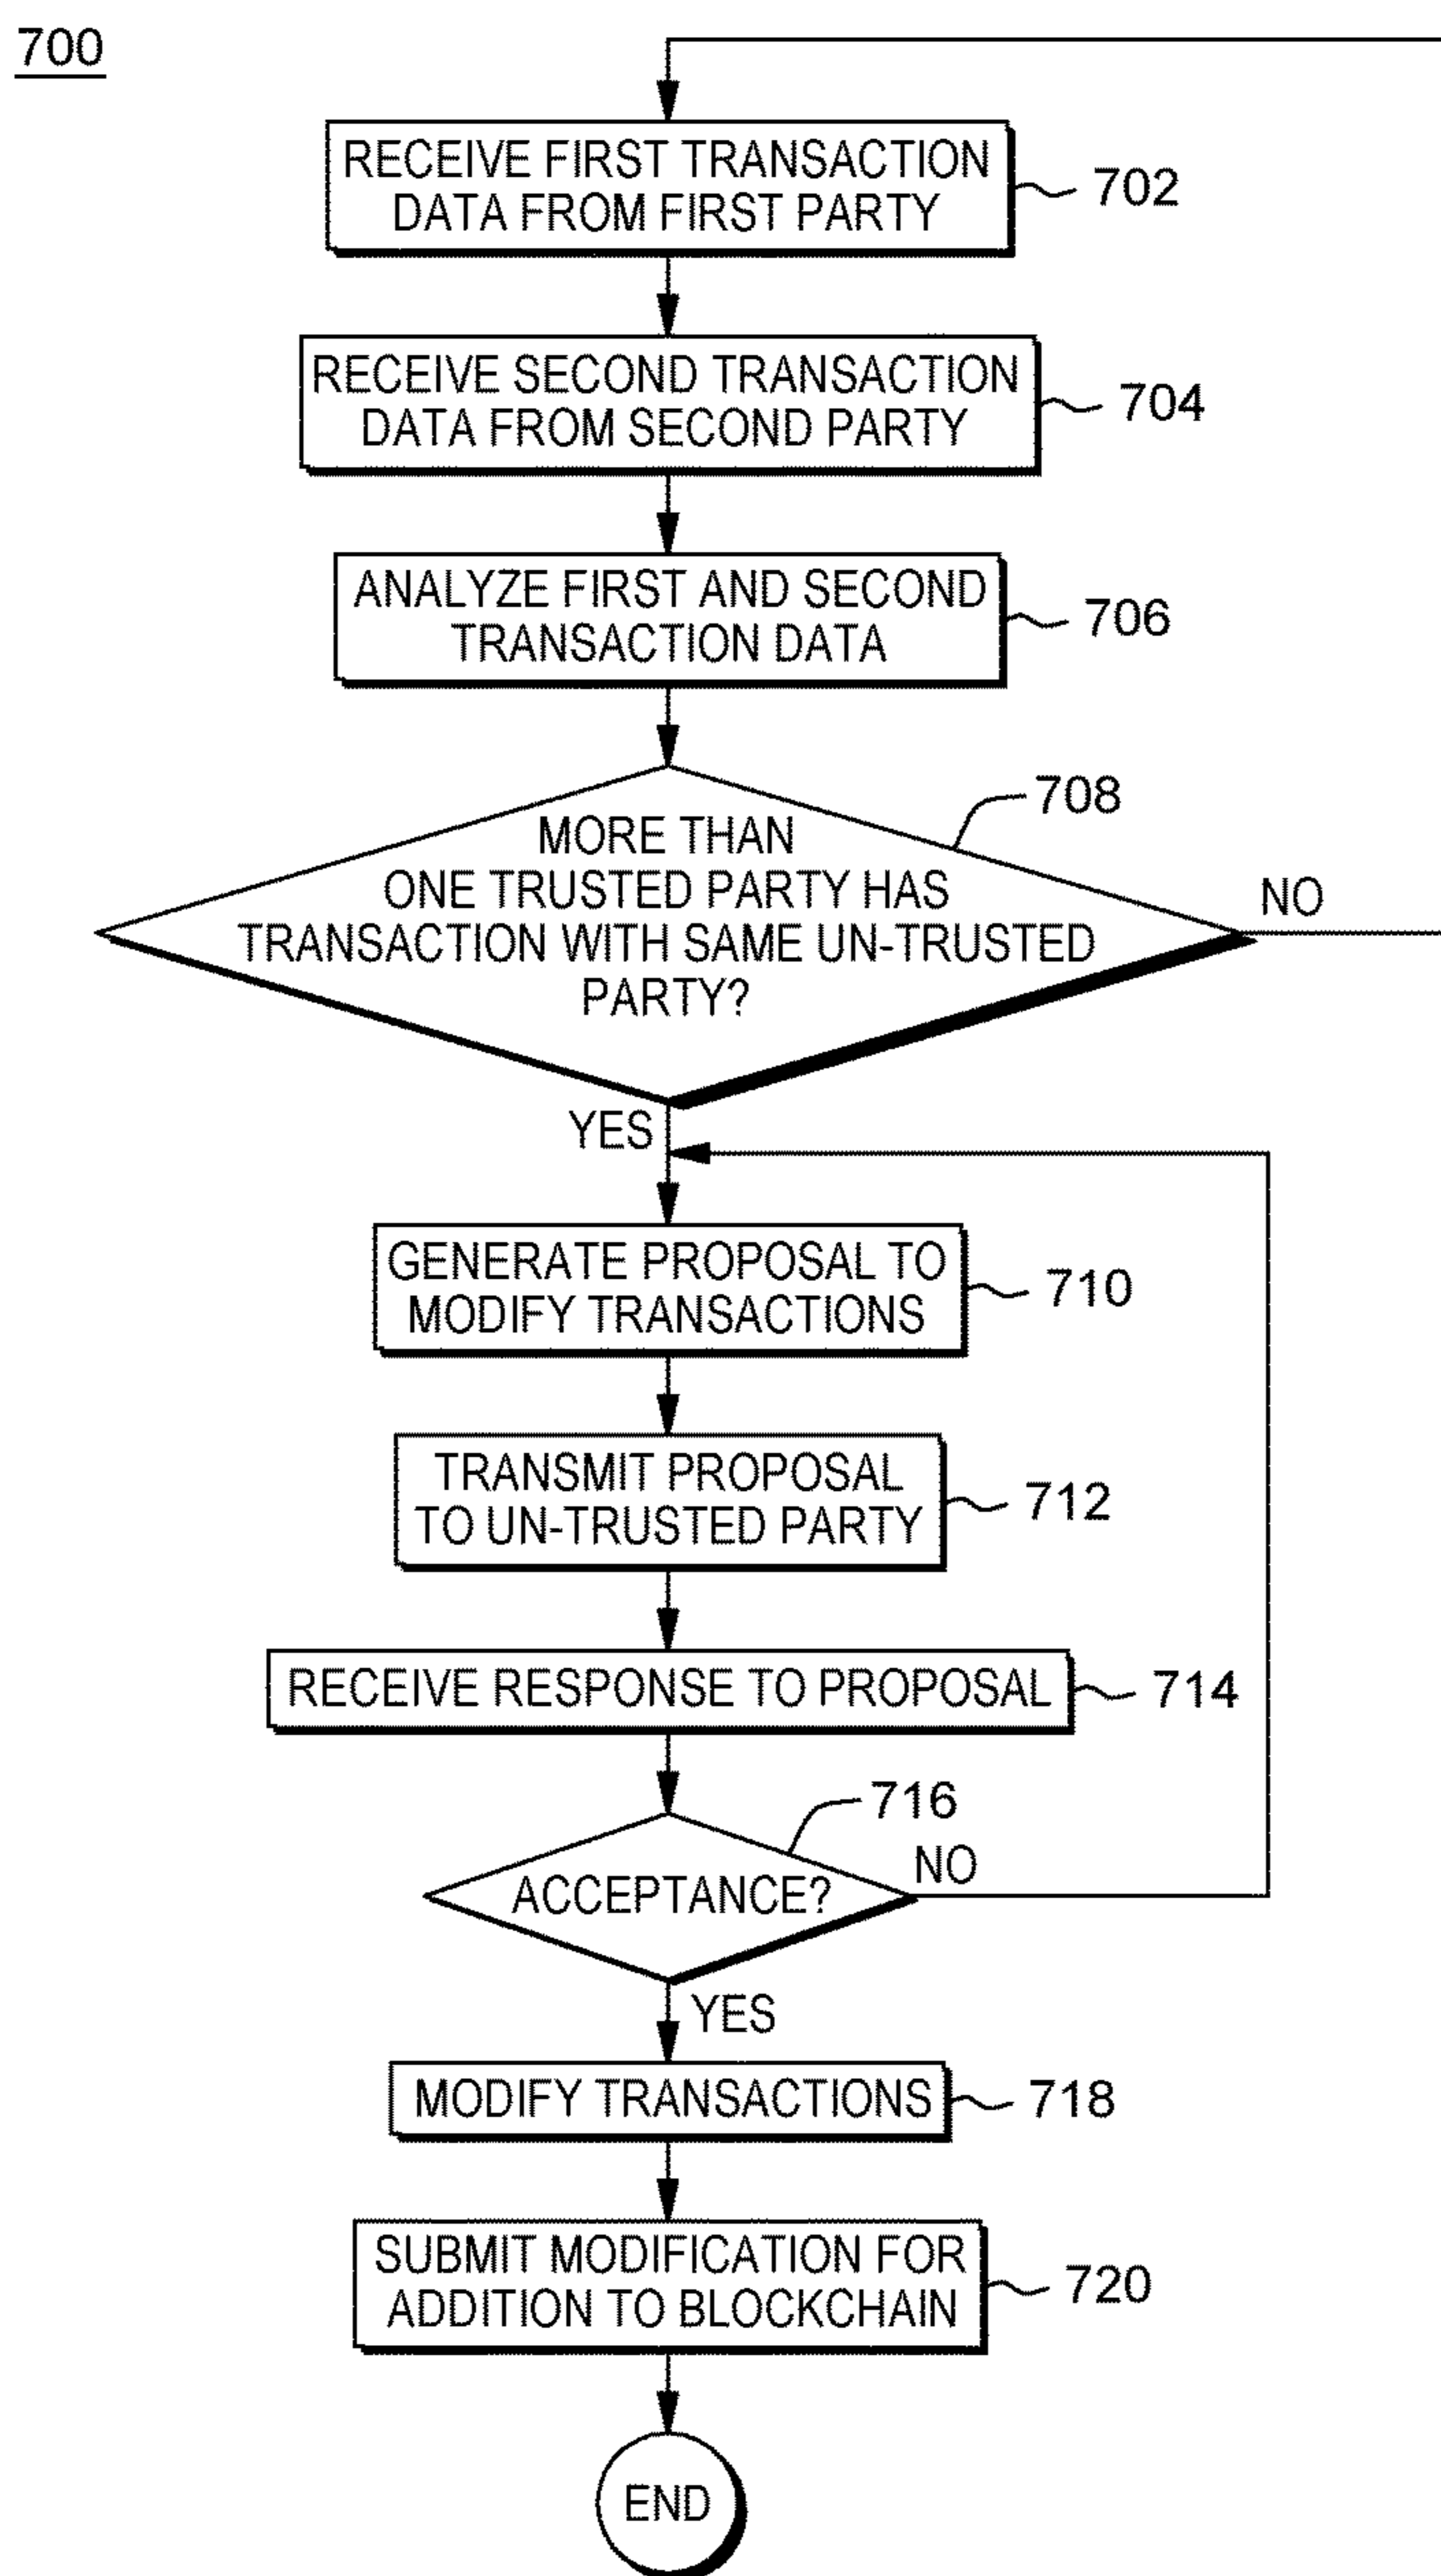 700
RECEIVE FIRST TRANSACTION
DATA FROM FIRST PARTY
702
RECEIVE SECOND TRANSACTION
DATA FROM SECOND PARTY
704
ANALYZE FIRST AND SECOND
TRANSACTION DATA
706
708
MORE THAN
ONE TRUSTED PARTY HAS
TRANSACTION WITH SAME UN-TRUSTED
PARTY?
NO
YES
GENERATE PROPOSAL TO
MODIFY TRANSACTIONS
710
TRANSMIT PROPOSAL
TO UN-TRUSTED PARTY
712
RECEIVE RESPONSE TO PROPOSAL
714
716
ACCEPTANCE?
NO
YES
MODIFY TRANSACTIONS
718
SUBMIT MODIFICATION FOR
ADDITION TO BLOCKCHAIN
720
END